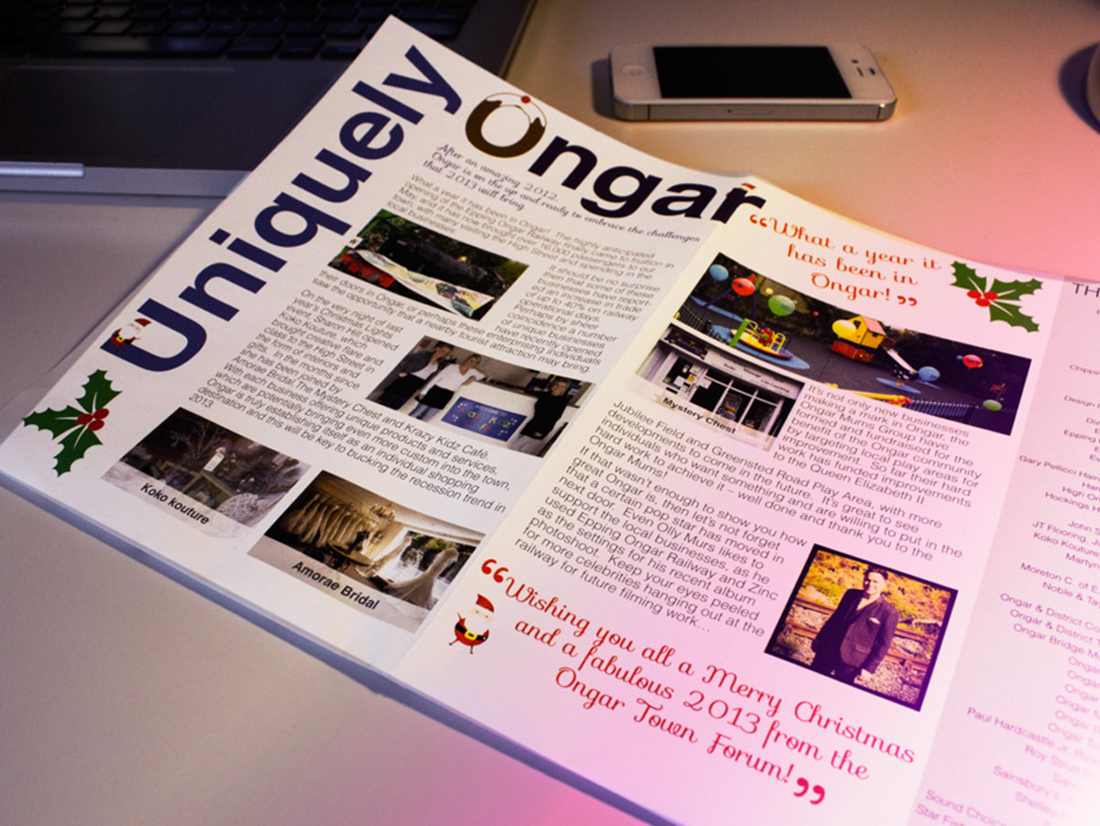 Uniquely
Ongar
After an amazing 2012,
Ongar is on the up and ready to embrace the challenges
that 2013 will bring
What a year it has been in Ongar! The highly anticipated
opening of the Epping Ongar Railway finally came to fruition in
May, and it has now brought over 16,000 passengers to our
town, with many visiting the High Street and spending in the
local businesses.
It should be no surprise
then that some of these
businesses have report-
ed an increase in trade
of up to 40% on railway
days. Perhaps by sheer
coincidence a number
of unique businesses
have recently opened
their doors in Ongar, or perhaps these enterprising individuals
saw the opportunity that a nearby tourist attraction may bring.
On the very night of last
year's Christmas Lights
event, Sharon Hill opened
Koko Kouture, which
brought creative care and
class to the High Street in
the form of interiors and
gifts. In the months since
she has been joined by
Amorae Bridal, The Mystery Chest and Krazy Kidz Café.
With each business offering unique products and services,
which are potentially bringing even more custom into the town,
Ongar is truly establishing itself as an individual shopping
destination and this will be key to bucking the recession trend in
2013.
Koko kouture
Amorae Bridal
“What a year it
has been in
Ongar!”
Mystery Chest
It's not only new businesses
making a mark in Ongar, the
Ongar Mums Group have
formed and fundraised for the
benefit of the Ongar community
by targeting local play areas for
improvements. So far their hard
work has funded improvements
to the Queen Elizabeth II
Jubilee Field and Greensted Road Play Area, with more
developments to come in the future. It's great to see
individuals who want something and are willing to put in the
hard work to achieve it – well done and thank you to the
Ongar Mums!
If that wasn't enough to show you how
great Ongar is, then let's not forget
that a certain pop star has moved in
next door. Even Olly Murs likes to
support the local businesses, as he
used Epping Ongar Railway and Zinc
as the settings for his recent album
photoshoot. Keep your eyes peeled
for more celebrities hanging out at the
railway for future filming work...
“Wishing you all a Merry Christmas
and a fabulous 2013 from the
Ongar Town Forum!”
TH
Gary Pellicci Hair
High On
Hockings H
John S
JT Flooring, J
Koko Kouture
Martyn
Moreton C. of E
Noble & Ta
Ongar & District Co
Ongar & District
Ongar Bridge M
Ongar
Paul Hardcastle Jr.
Sainsbury's
Shelley
Sound Choice
Star Fis